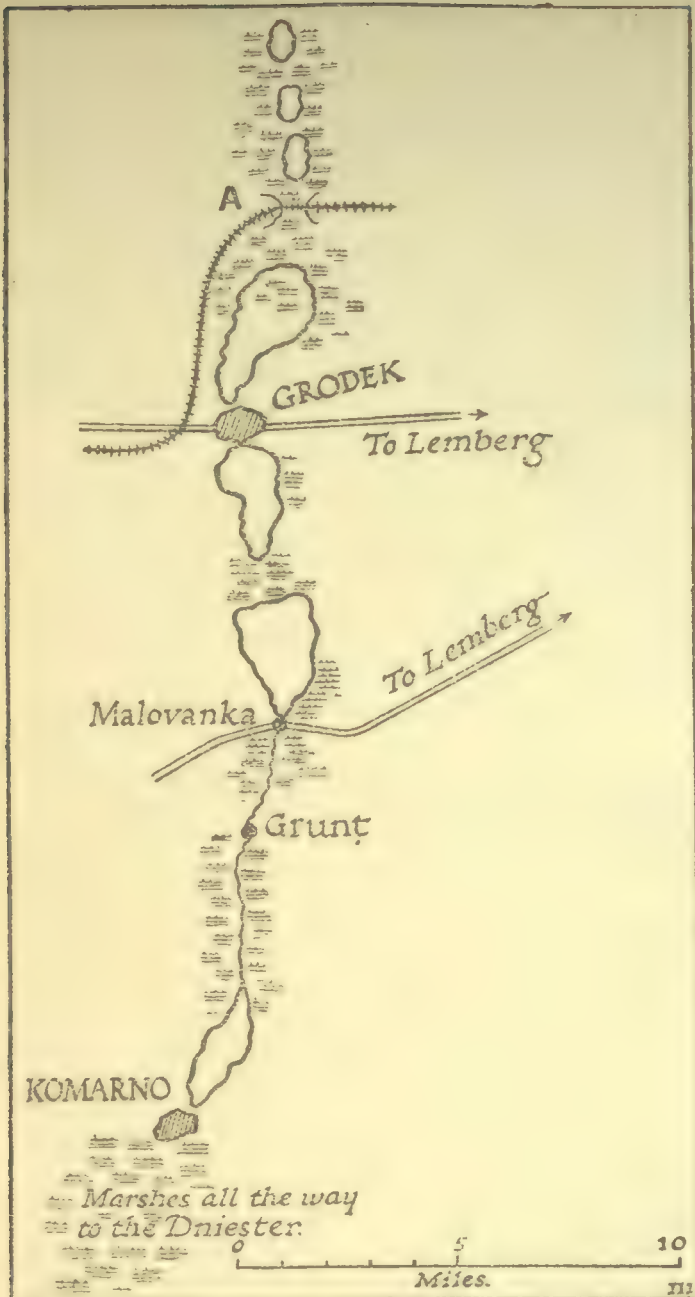 A
GRODEK
To Lemberg
To Lemberg
Malovanka
Grunt
KOMARNO
Marshes all the way
to the Dniester.
0 5 10
Miles.
m